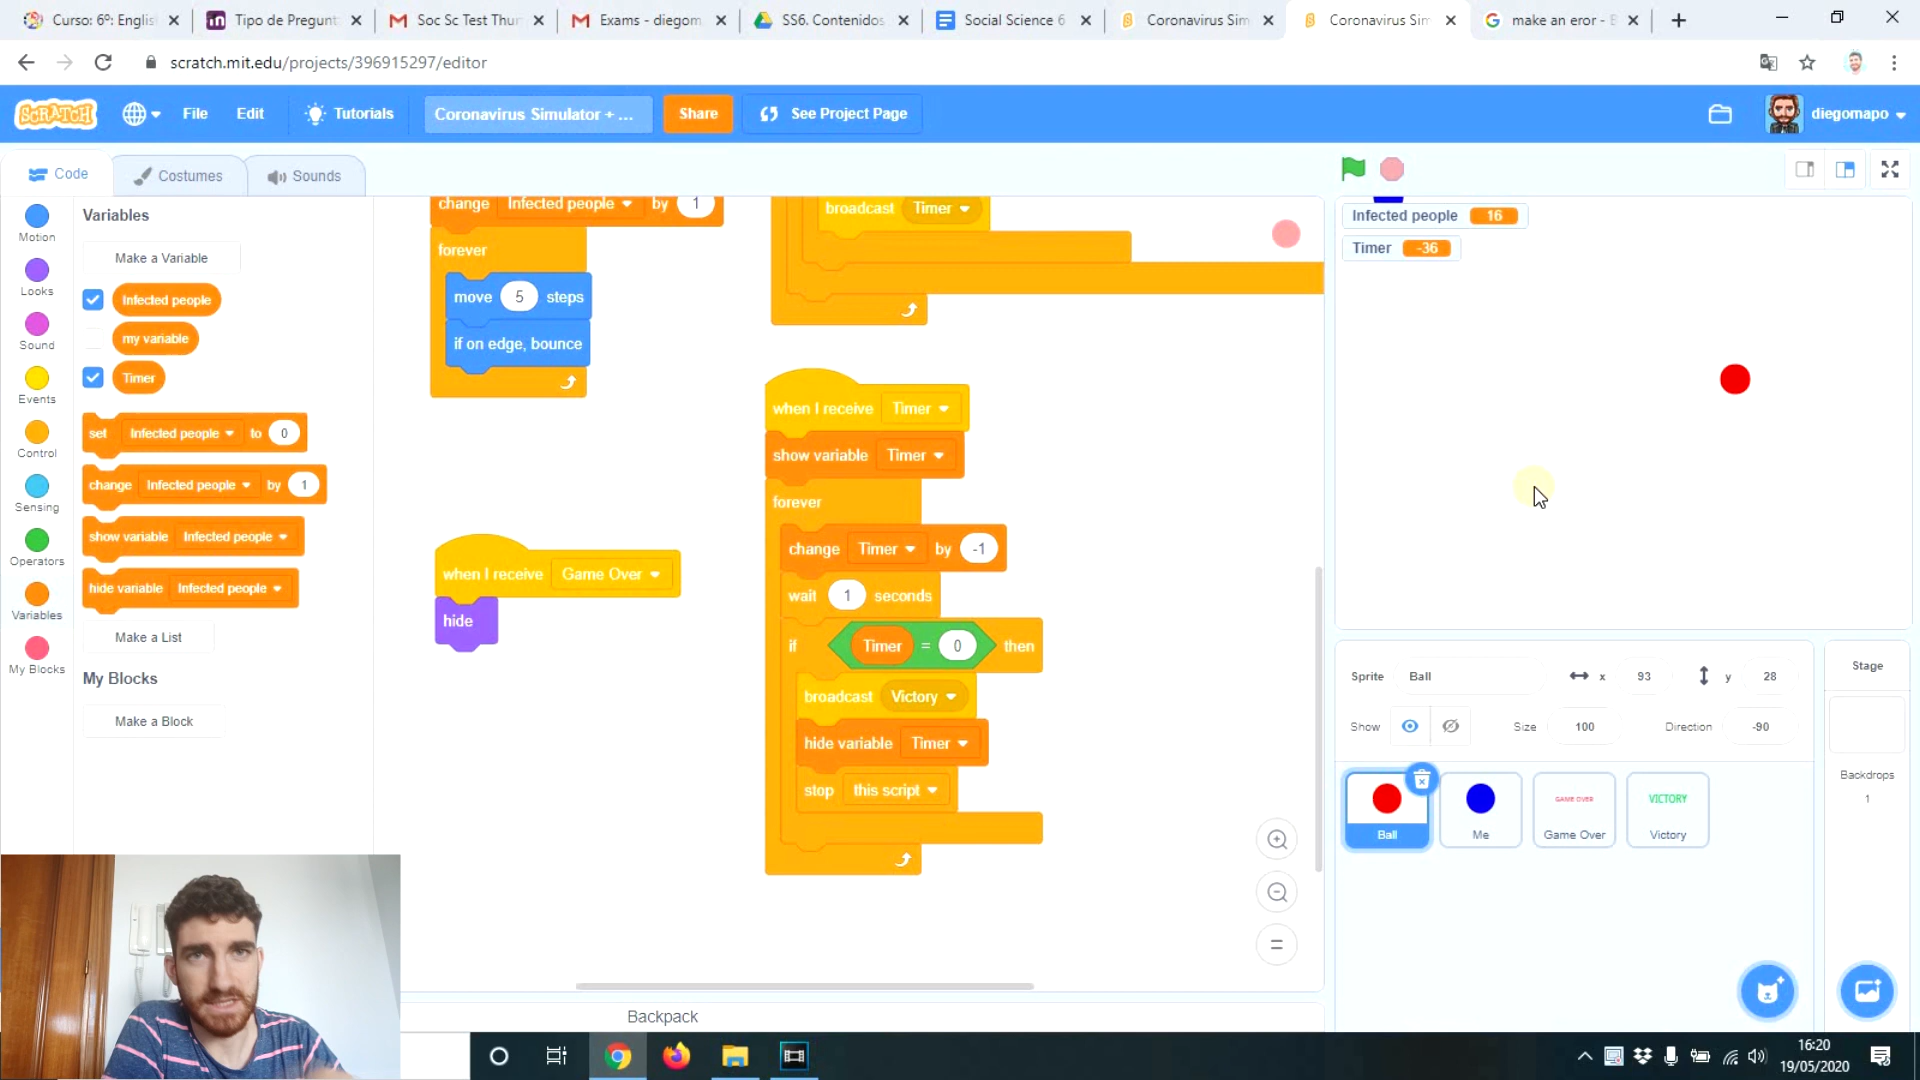 Curso: 6º: Englis
Tipo de Pregunt
Soc Sc Test Thur
Exams - diegom
SS6. Contenidos
Social Science 6
Coronavirus Sim
Coronavirus Sim
make an eror - E
scratch.mit.edu/projects/396915297/editor
SCRATCH
File
Edit
Tutorials
Coronavirus Simulator + ...
Share
See Project Page
diegomapo
Code
Costumes
Sounds
Motion
Looks
Sound
Events
Control
Sensing
Operators
Variables
My Blocks
Variables
Make a Variable
Infected people
my variable
Timer
set Infected people to 0
change Infected people by 1
show variable Infected people
hide variable Infected people
Make a List
My Blocks
Make a Block
change Infected people by 1
forever
move 5 steps
if on edge, bounce
when I receive Game Over
hide
broadcast Timer
when I receive Timer
show variable Timer
forever
change Timer by -1
wait 1 seconds
if Timer = 0 then
broadcast Victory
hide variable Timer
stop this script
Backpack
Infected people 16
Timer -36
Sprite Ball x 93 y 28
Show Size 100 Direction -90
Ball
Me
GAME OVER
Game Over
VICTORY
Victory
Stage
Backdrops
1
16:20
19/05/2020